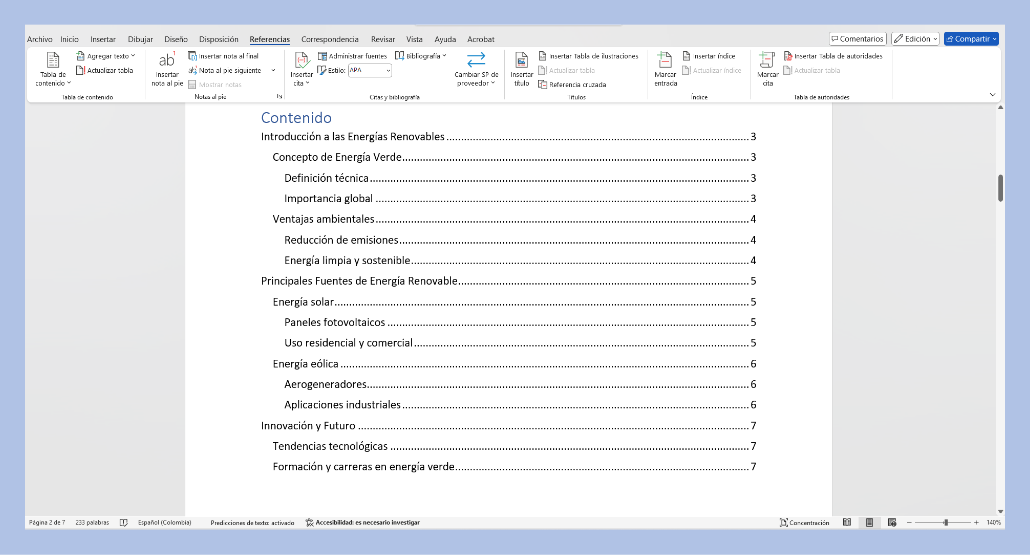 Archivo Inicio Insertar Dibujar Diseño Disposición Referencias Correspondencia Revisar Vista Ayuda Acrobat Comentarios Edición Compartir
Tabla de contenido
Agregar texto
Actualizar tabla
Tabla de contenido
ab1
Insertar nota al pie
Insertar nota al final
Nota al pie siguiente
Mostrar notas
Notas al pie
Insertar cita
Administrar fuentes
Estilo: APA
Bibliografía
Citas y bibliografía
Cambiar SP de proveedor
Insertar título
Insertar Tabla de ilustraciones
Actualizar tabla
Referencia cruzada
Títulos
Marcar entrada
Insertar índice
Actualizar índice
Índice
Marcar cita
Insertar Tabla de autoridades
Actualizar tabla
Tabla de autoridades
Contenido
Introducción a las Energías Renovables 3
Concepto de Energía Verde 3
Definición técnica 3
Importancia global 3
Ventajas ambientales 4
Reducción de emisiones 4
Energía limpia y sostenible 4
Principales Fuentes de Energía Renovable 5
Energía solar 5
Paneles fotovoltaicos 5
Uso residencial y comercial 5
Energía eólica 6
Aerogeneradores 6
Aplicaciones industriales 6
Innovación y Futuro 7
Tendencias tecnológicas 7
Formación y carreras en energía verde 7
Página 2 de 7 233 palabras Español (Colombia) Predicciones de texto: activado Accesibilidad: es necesario investigar Concentración 140%